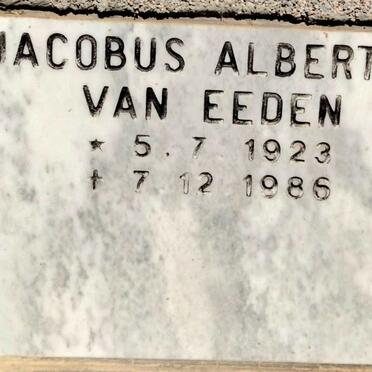 JACOBUS ALBERT
VAN EEDEN
* 5.7 1923
† 7 12 1986